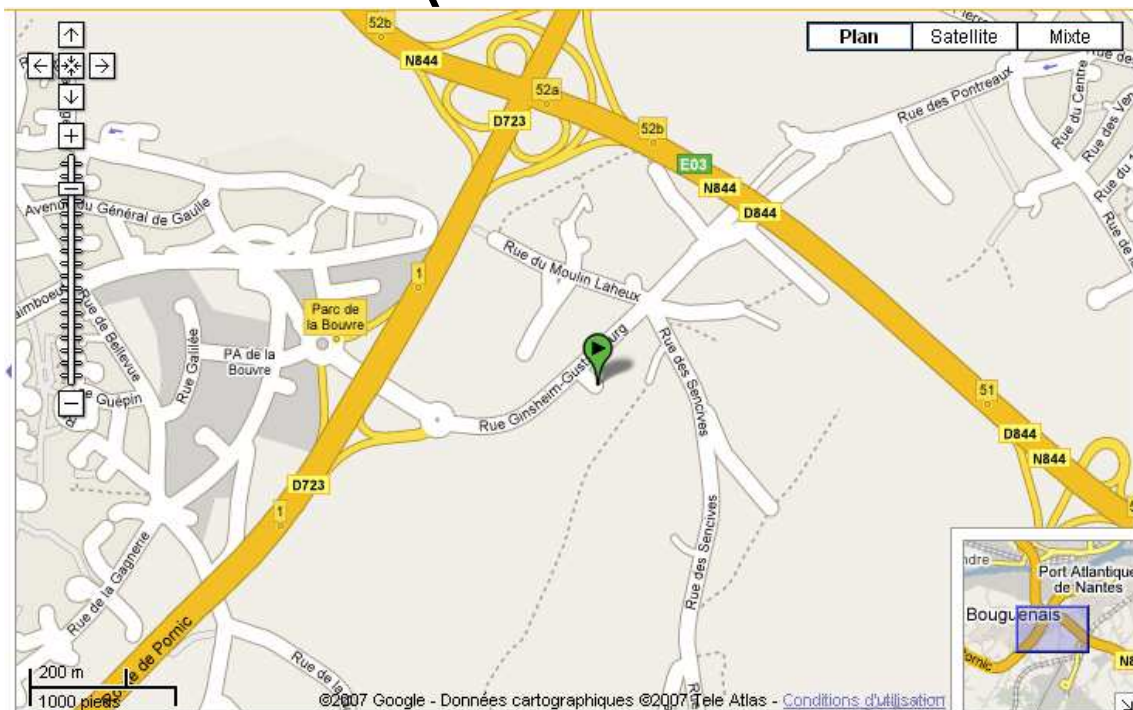 Plan
Satellite
Mixte
52b
N844
52a
D723
52b
E03
N844
D844
Rue des Pontreaux
Rue du Centre
Avenue du Général de Gaulle
Rue du Moulin Laheux
1
Parc de
la Bouvre
PA de la
Bouvre
Rue Galilée
Rue de Bellevue
Rue Ginsheim-Gust
Rue des Sencives
51
D844
N844
D723
1
Rue des Sencives
Rue de la Gagnerie
Route de Pornic
Port Atlantique
de Nantes
Bouguenais
200 m
1000 pieds
©2007 Google - Données cartographiques ©2007 Tele Atlas - Conditions d'utilisation